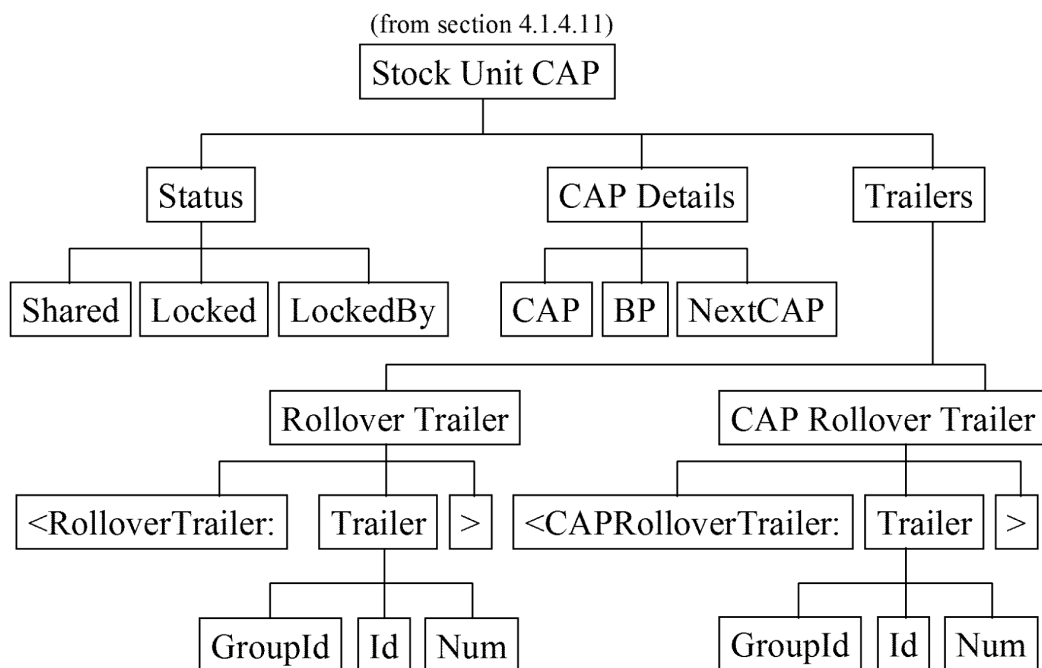 (from section 4.1.4.11)
Stock Unit CAP
Status CAP Details Trailers
Shared Locked LockedBy CAP BP NextCAP
Rollover Trailer CAP Rollover Trailer
<RolloverTrailer: Trailer > <CAPRolloverTrailer: Trailer >
GroupId Id Num GroupId Id Num